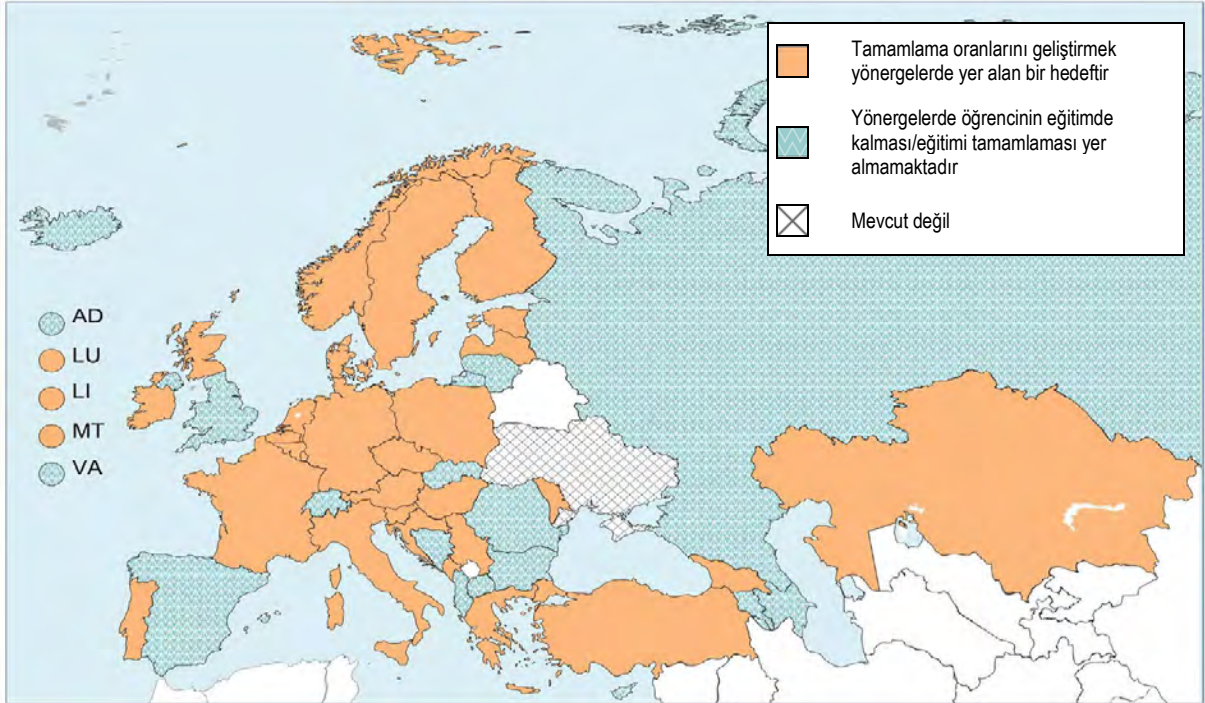 Tamamlama oranlarını geliştirmek
yönergelerde yer alan bir hedeftir
Yönergelerde öğrencinin eğitimde
kalması/eğitimi tamamlaması yer
almamaktadır
Mevcut değil
AD
LU
LI
MT
VA